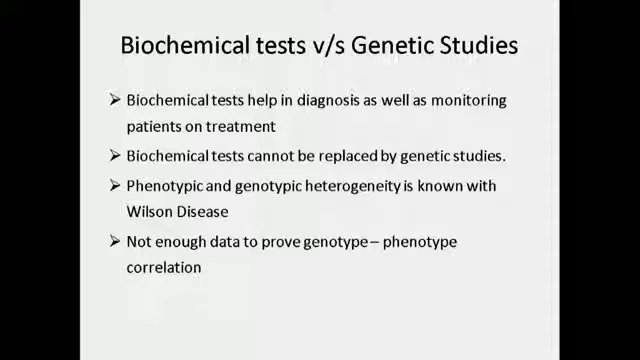 Biochemical tests v/s Genetic Studies
➢ Biochemical tests help in diagnosis as well as monitoring
patients on treatment
➢ Biochemical tests cannot be replaced by genetic studies.
➢ Phenotypic and genotypic heterogeneity is known with
Wilson Disease
➢ Not enough data to prove genotype – phenotype
correlation